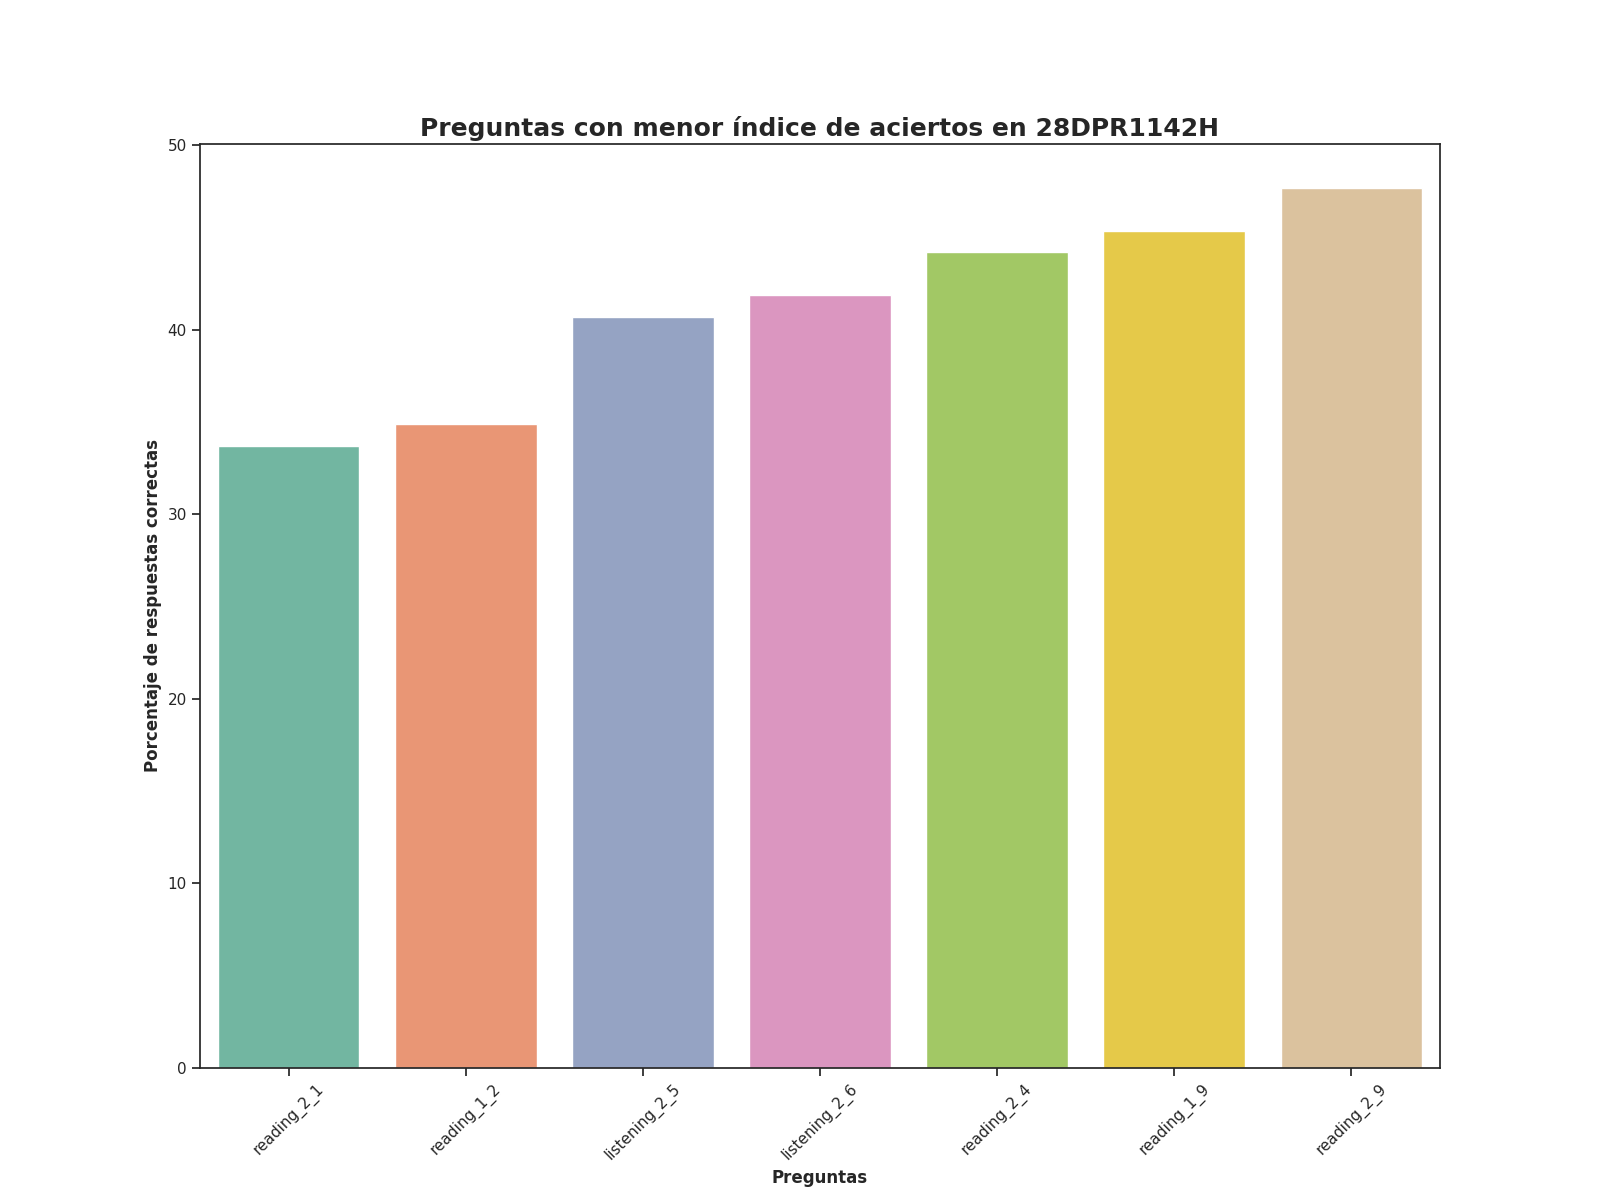 Preguntas con menor índice de aciertos en 28DPR1142H
Porcentaje de respuestas correctas
50
40
30
20
10
0
reading_2_1
reading_1_2
listening_2_5
listening_2_6
reading_2_4
reading_1_9
reading_2_9
Preguntas